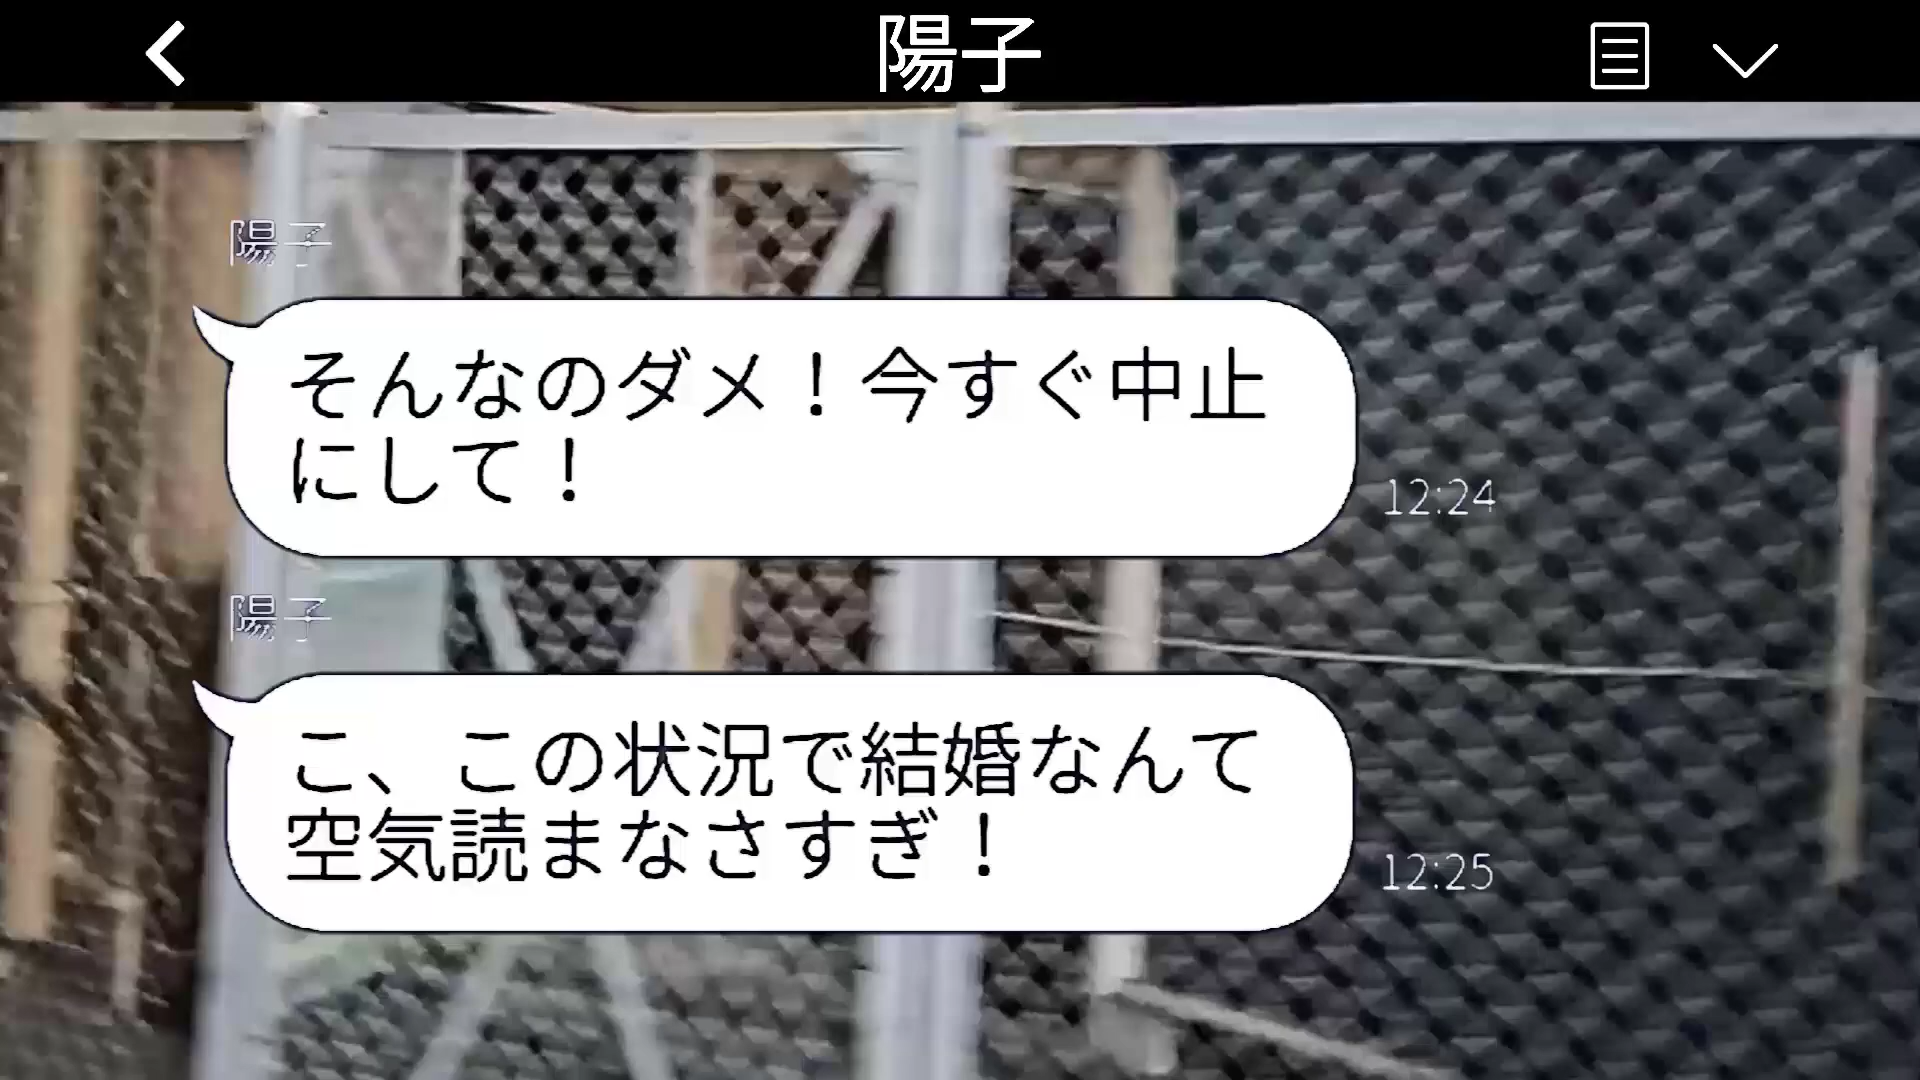 陽子
陽子
そんなのダメ！今すぐ中止
にして！
12:24
陽子
こ、この状況で結婚なんて
空気読まなさすぎ！
12:25